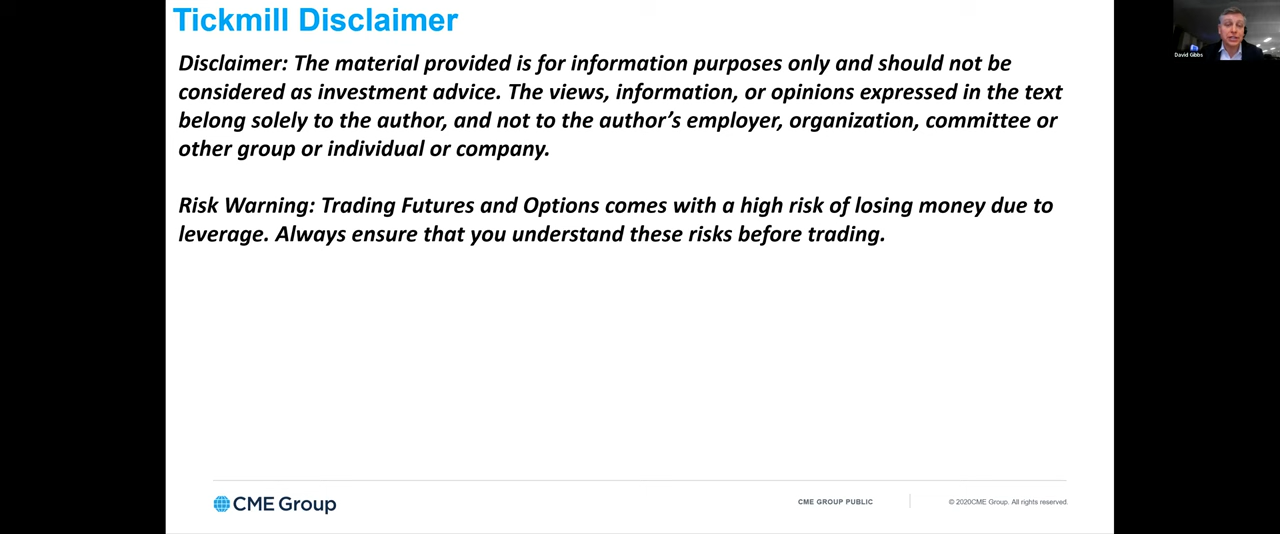 Tickmill Disclaimer
David Gibbs
Disclaimer: The material provided is for information purposes only and should not be
considered as investment advice. The views, information, or opinions expressed in the text
belong solely to the author, and not to the author’s employer, organization, committee or
other group or individual or company.
Risk Warning: Trading Futures and Options comes with a high risk of losing money due to
leverage. Always ensure that you understand these risks before trading.
CME Group
CME GROUP PUBLIC
© 2020CME Group. All rights reserved.